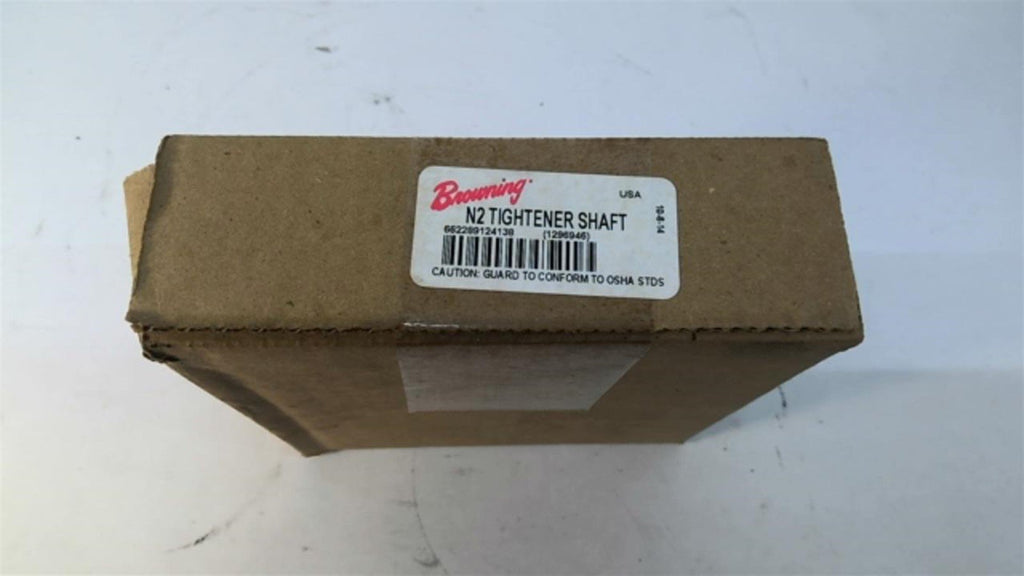 Browning
USA
N2 TIGHTENER SHAFT
662289124138 (1296946)
CAUTION: GUARD TO CONFORM TO OSHA STDS
10-8-14